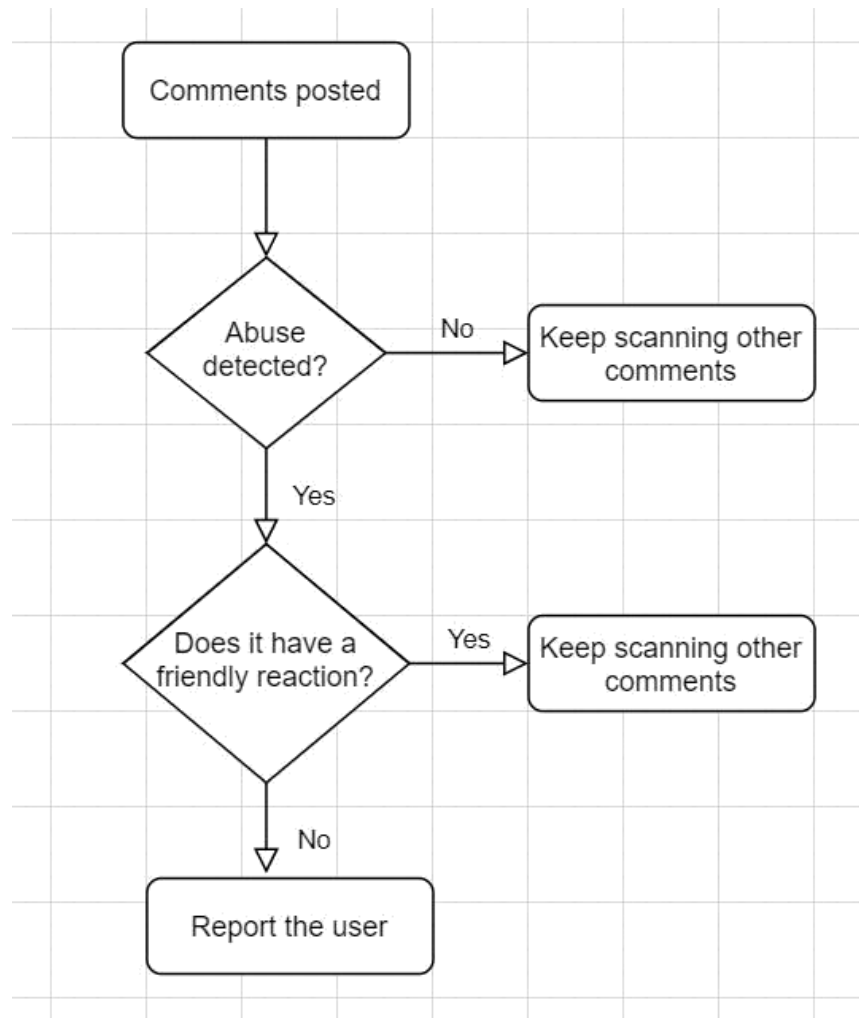 Comments posted
Abuse
detected?
No
Keep scanning other
comments
Yes
Does it have a
friendly reaction?
Yes
Keep scanning other
comments
No
Report the user